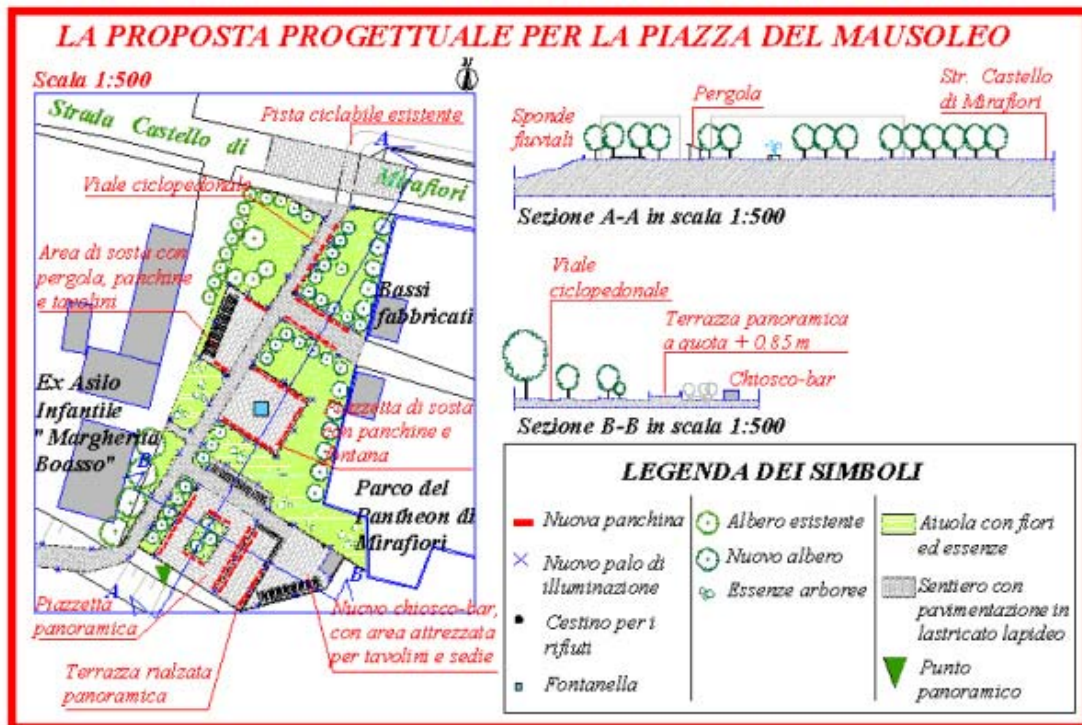 LA PROPOSTA PROGETTUALE PER LA PIAZZA DEL MAUSOLEO
Scala 1:500
N
Strada Castello di
Mirafiori
Pista ciclabile esistente
A
Viale ciclopedonale
Area di sosta con
pergola, panchine
e tavolini
Bassi
fabbricati
Ex Asilo
Infantile
"Margherita
Boasso"
Piazzetta di sosta
con panchine e
fontana
B
Parco del
Pantheon di
Mirafiori
A
B
Piazzetta
panoramica
Terrazza rialzata
panoramica
Nuovo chiosco-bar,
con area attrezzata
per tavolini e sedie
Sponde
fluviali
Pergola
Str. Castello
di Mirafiori
Sezione A-A in scala 1:500
Viale
ciclopedonale
Terrazza panoramica
a quota + 0.85 m
Chiosco-bar
Sezione B-B in scala 1:500
LEGENDA DEI SIMBOLI
Nuova panchina
Nuovo palo di
illuminazione
Cestino per i
rifiuti
Fontanella
Albero esistente
Nuovo albero
Essenze arboree
Aiuola con fiori
ed essenze
Sentiero con
pavimentazione in
lastricato lapideo
Punto
panoramico